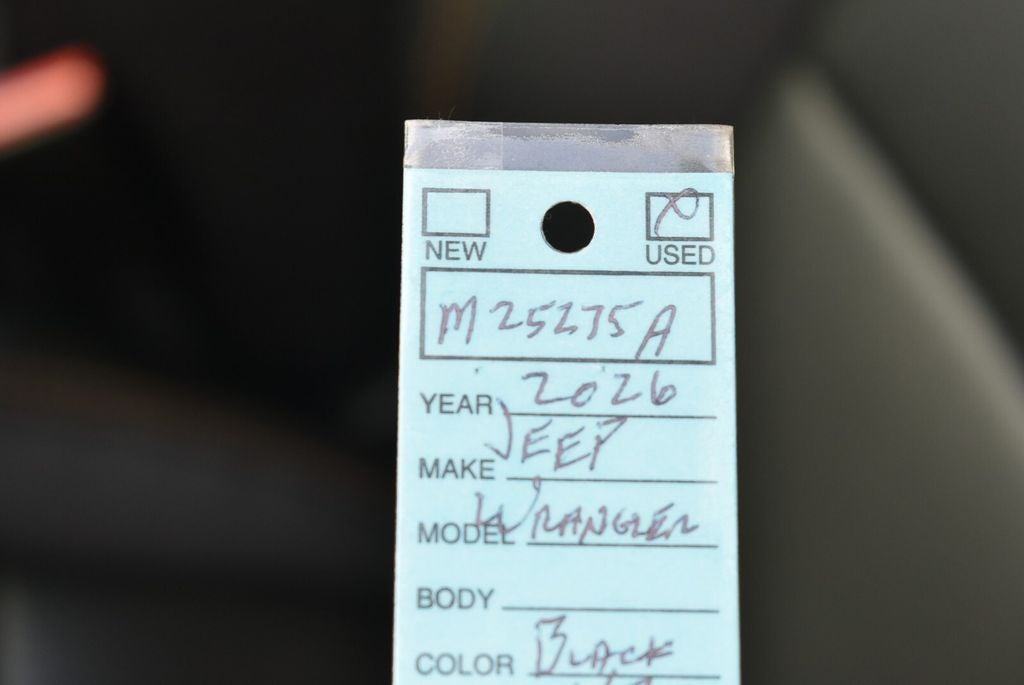 NEW USED
M25275A
YEAR 2026
MAKE JEEP
MODEL WRANGLER
BODY
COLOR BLACK